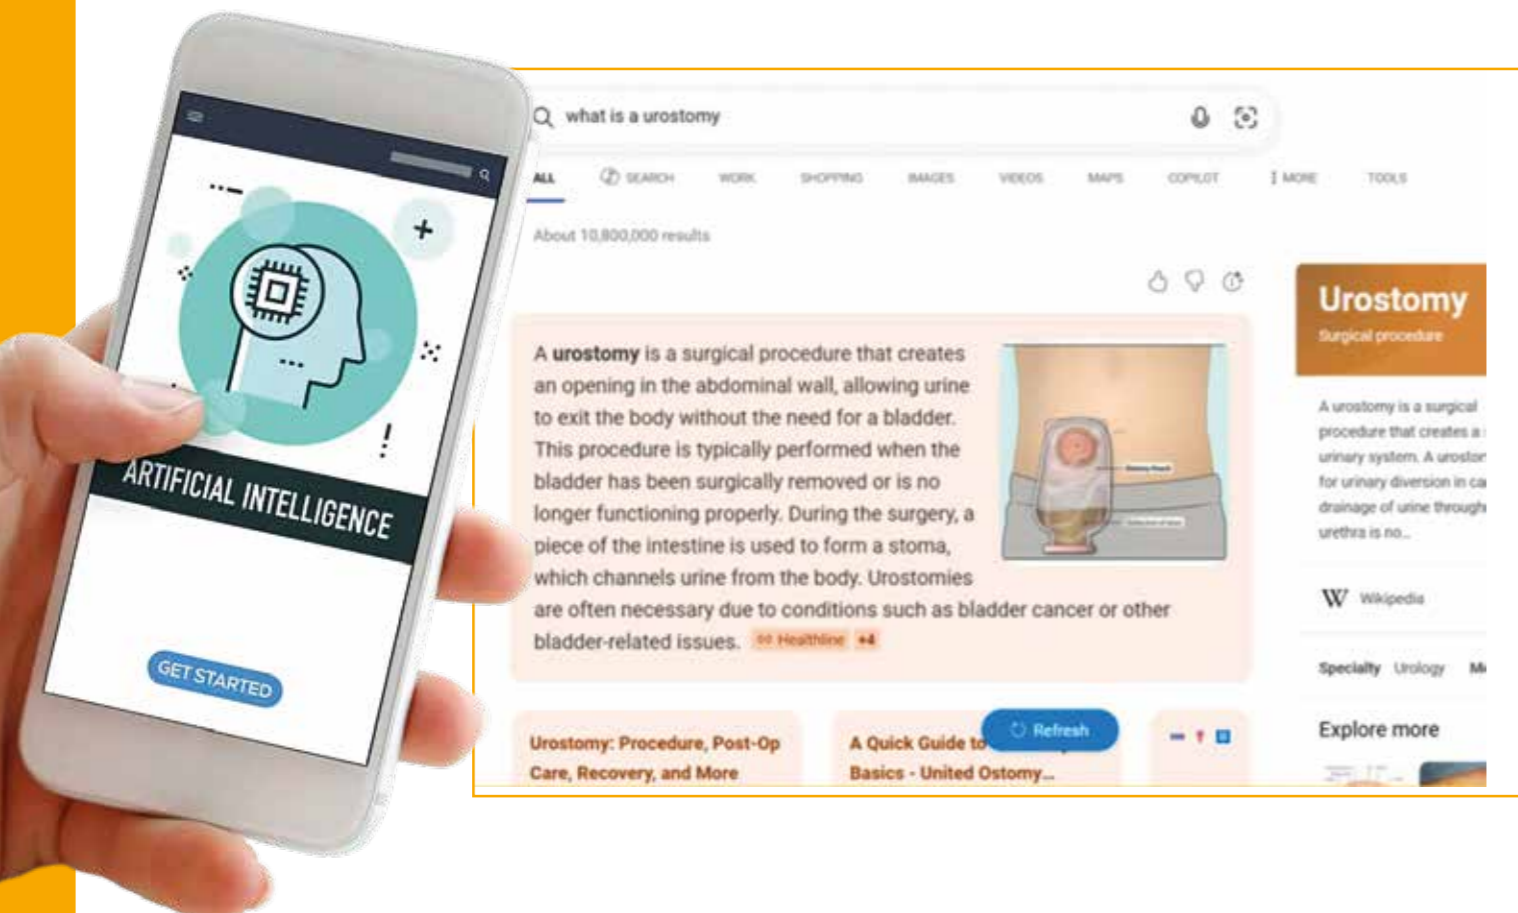 ARTIFICIAL INTELLIGENCE
GET STARTED
what is a urostomy
ALL SEARCH WORK SHOPPING IMAGES VIDEOS MAPS COPILOT MORE TOOLS
About 10,800,000 results
A urostomy is a surgical procedure that creates
an opening in the abdominal wall, allowing urine
to exit the body without the need for a bladder.
This procedure is typically performed when the
bladder has been surgically removed or is no
longer functioning properly. During the surgery, a
piece of the intestine is used to form a stoma,
which channels urine from the body. Urostomies
are often necessary due to conditions such as bladder cancer or other
bladder-related issues. Healthline +4
Urostomy: Procedure, Post-Op
Care, Recovery, and More
A Quick Guide to
Basics - United Ostomy...
Refresh
Urostomy
Surgical procedure
A urostomy is a surgical
procedure that creates a
urinary system. A
for urinary diversion in
drainage of urine through
urethra is no...
W Wikipedia
Specialty Urology
Explore more